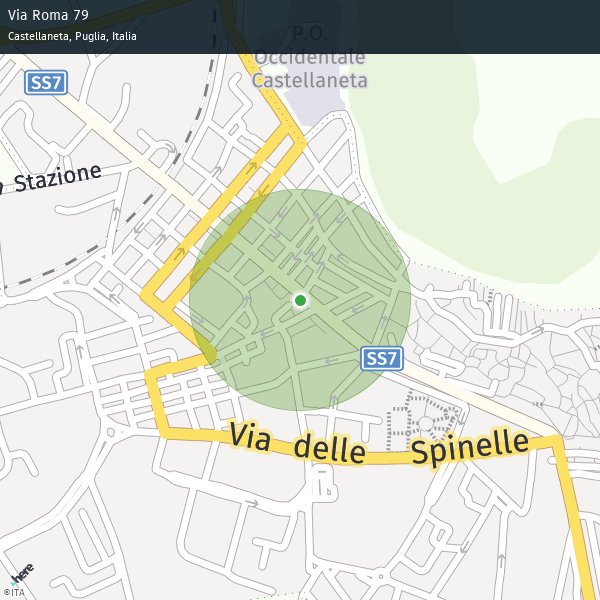 Via Roma 79
Castellaneta, Puglia, Italia
P.O.
Occidentale
Castellaneta
SS7
Stazione
SS7
Via delle Spinelle
here
©ITA